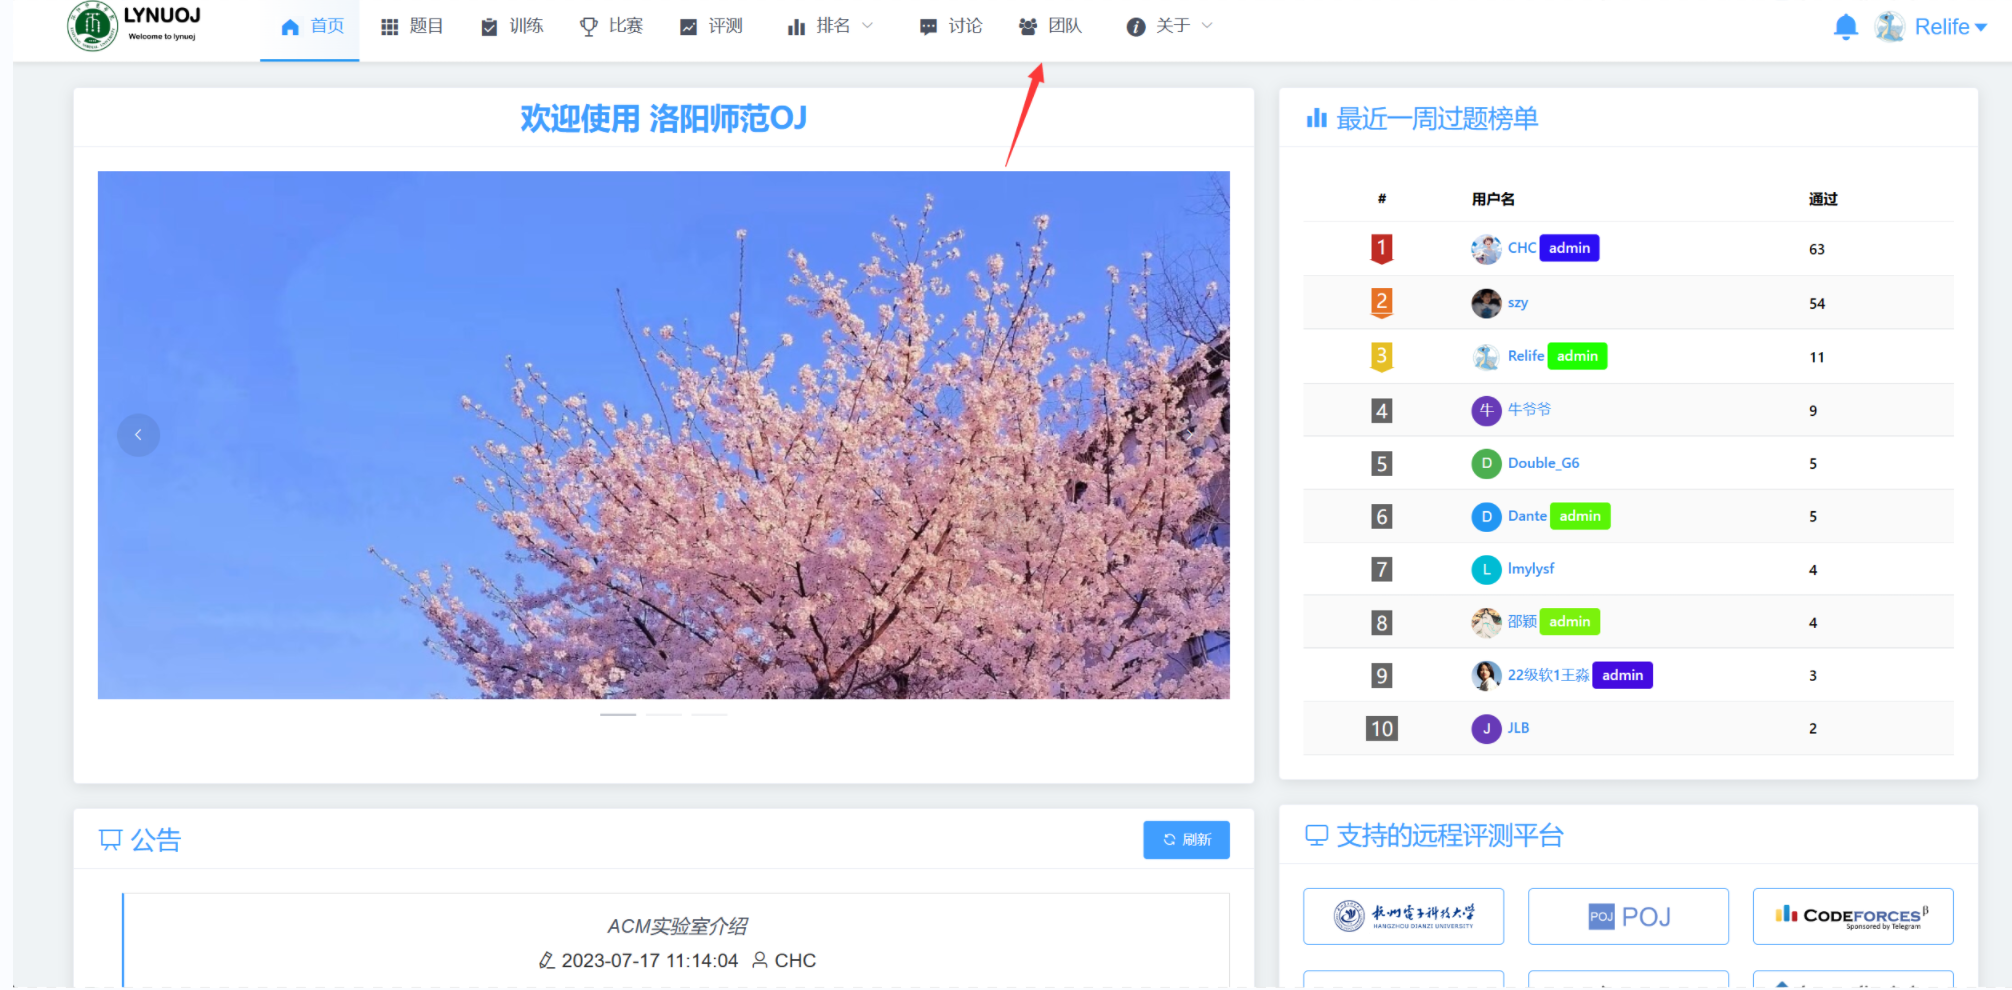 LYNUOJ
Welcome to lynuoj
首页
题目
训练
比赛
评测
排名
讨论
团队
关于
Relife
欢迎使用 洛阳师范OJ
最近一周过题榜单
# 用户名 通过
1 CHC admin 63
2 szy 54
3 Relife admin 11
4 牛 牛爷爷 9
5 D Double_G6 5
6 D Dante admin 5
7 L lmylysf 4
8 邵颖 admin 4
9 22级软1王淼 admin 3
10 J JLB 2
公告
刷新
ACM实验室介绍
2023-07-17 11:14:04 CHC
支持的远程评测平台
杭州电子科技大学
HANGZHOU DIANZI UNIVERSITY
POJ POJ
CODEFORCES β
Sponsored by Telegram